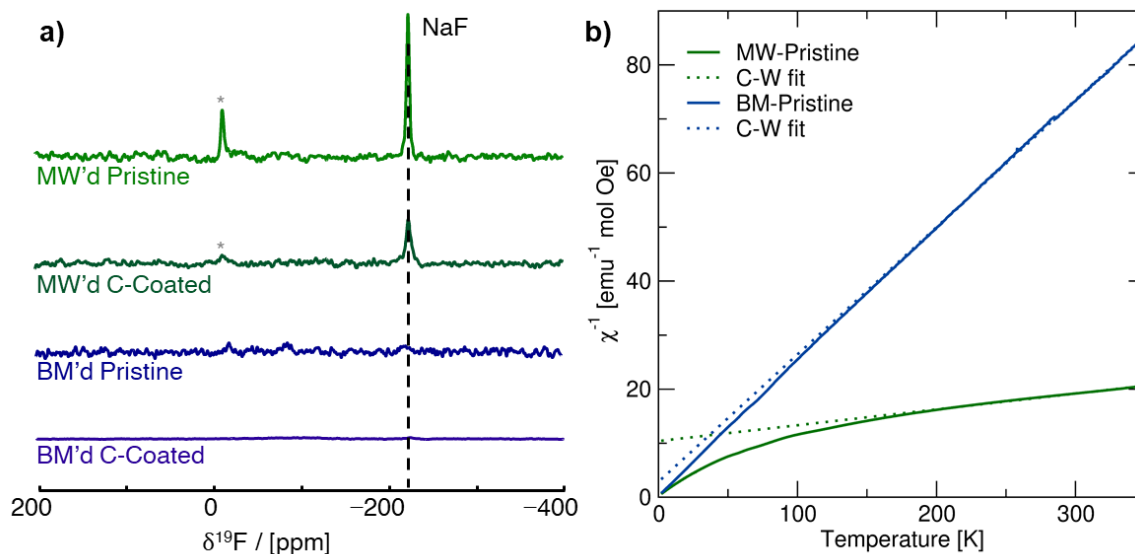 a)
NaF
*
MW'd Pristine
*
MW'd C-Coated
BM'd Pristine
BM'd C-Coated
200 0 −200 −400
δ¹⁹F / [ppm]
b)
MW-Pristine
C-W fit
BM-Pristine
C-W fit
80
60
40
20
0
χ⁻¹ [emu⁻¹ mol Oe]
0 100 200 300
Temperature [K]